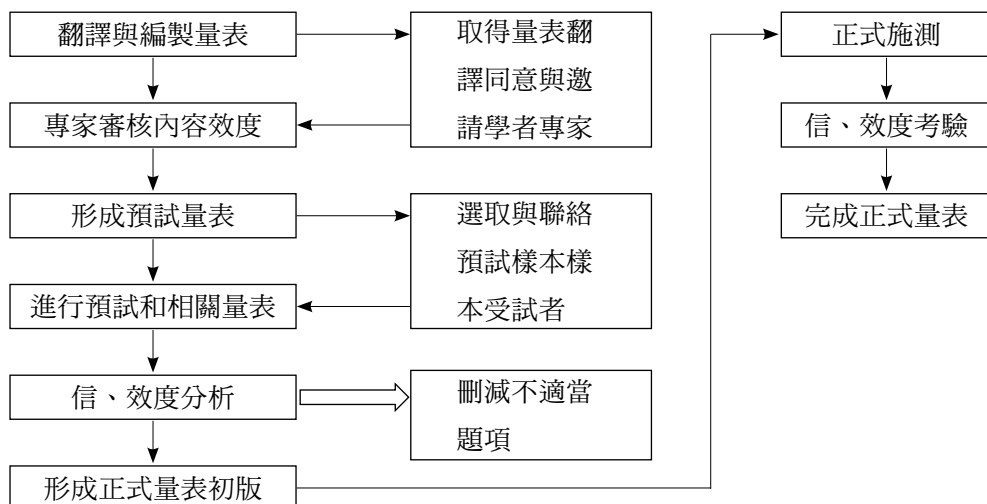 翻譯與編製量表
取得量表翻
譯同意與邀
請學者專家
專家審核內容效度
形成預試量表
選取與聯絡
預試樣本樣
本受試者
進行預試和相關量表
信、效度分析
刪減不適當
題項
形成正式量表初版
正式施測
信、效度考驗
完成正式量表